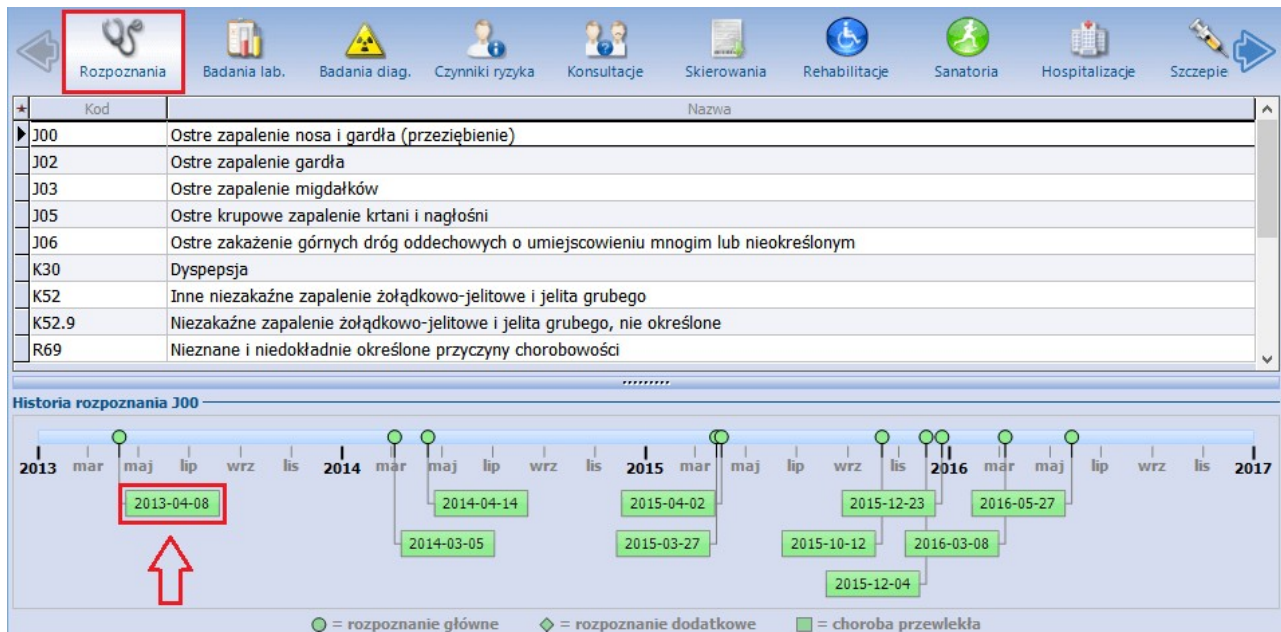 Rozpoznania Badania lab. Badania diag. Czynniki ryzyka Konsultacje Skierowania Rehabilitacje Sanatoria Hospitalizacje Szczepie
Kod Nazwa
J00 Ostre zapalenie nosa i gardła (przeziębienie)
J02 Ostre zapalenie gardła
J03 Ostre zapalenie migdałków
J05 Ostre krupowe zapalenie krtani i nagłośni
J06 Ostre zakażenie górnych dróg oddechowych o umiejscowieniu mnogim lub nieokreślonym
K30 Dyspepsja
K52 Inne niezakaźne zapalenie żołądkowo-jelitowe i jelita grubego
K52.9 Niezakaźne zapalenie żołądkowo-jelitowe i jelita grubego, nie określone
R69 Nieznane i niedokładnie określone przyczyny chorobowości
Historia rozpoznania J00
2013 mar maj lip wrz lis 2014 mar maj lip wrz lis 2015 mar maj lip wrz lis 2016 mar maj lip wrz lis 2017
2013-04-08 2014-04-14 2015-04-02 2015-12-23 2016-05-27
2014-03-05 2015-03-27 2015-10-12 2016-03-08
2015-12-04
= rozpoznanie główne = rozpoznanie dodatkowe = choroba przewlekła